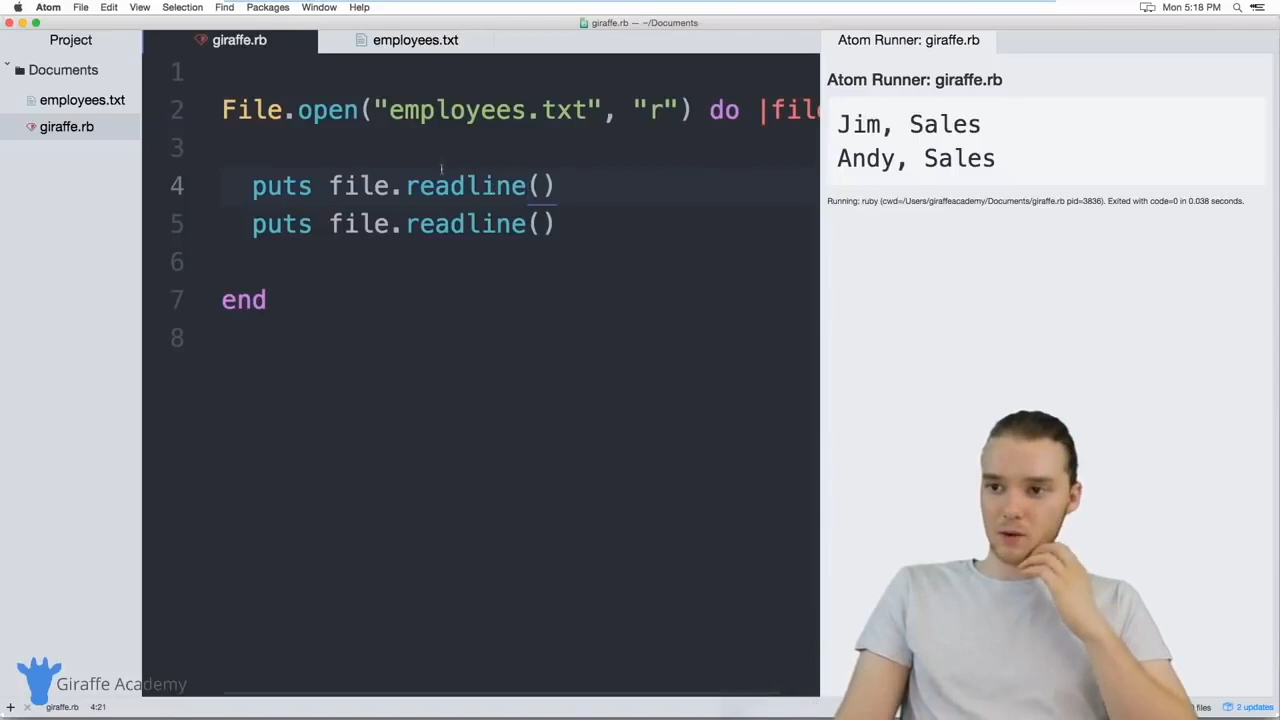 Atom File Edit View Selection Find Packages Window Help Mon 5:18 PM
giraffe.rb — ~/Documents
Project giraffe.rb employees.txt Atom Runner: giraffe.rb
Documents
employees.txt
giraffe.rb
1
2 File.open("employees.txt", "r") do |file
3
4 puts file.readline()
5 puts file.readline()
6
7 end
8
Atom Runner: giraffe.rb
Jim, Sales
Andy, Sales
Running: ruby (cwd=/Users/giraffeacademy/Documents/giraffe.rb pid=3836). Exited with code=0 in 0.038 seconds.
Giraffe Academy
giraffe.rb 4:21 files 2 updates